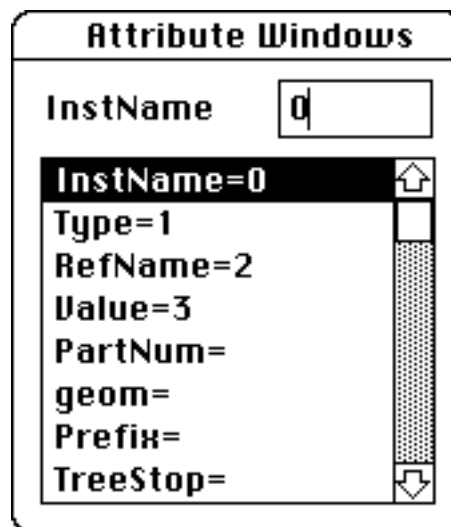 Attribute Windows
InstName 0
InstName=0
Type=1
RefName=2
Value=3
PartNum=
geom=
Prefix=
TreeStop=